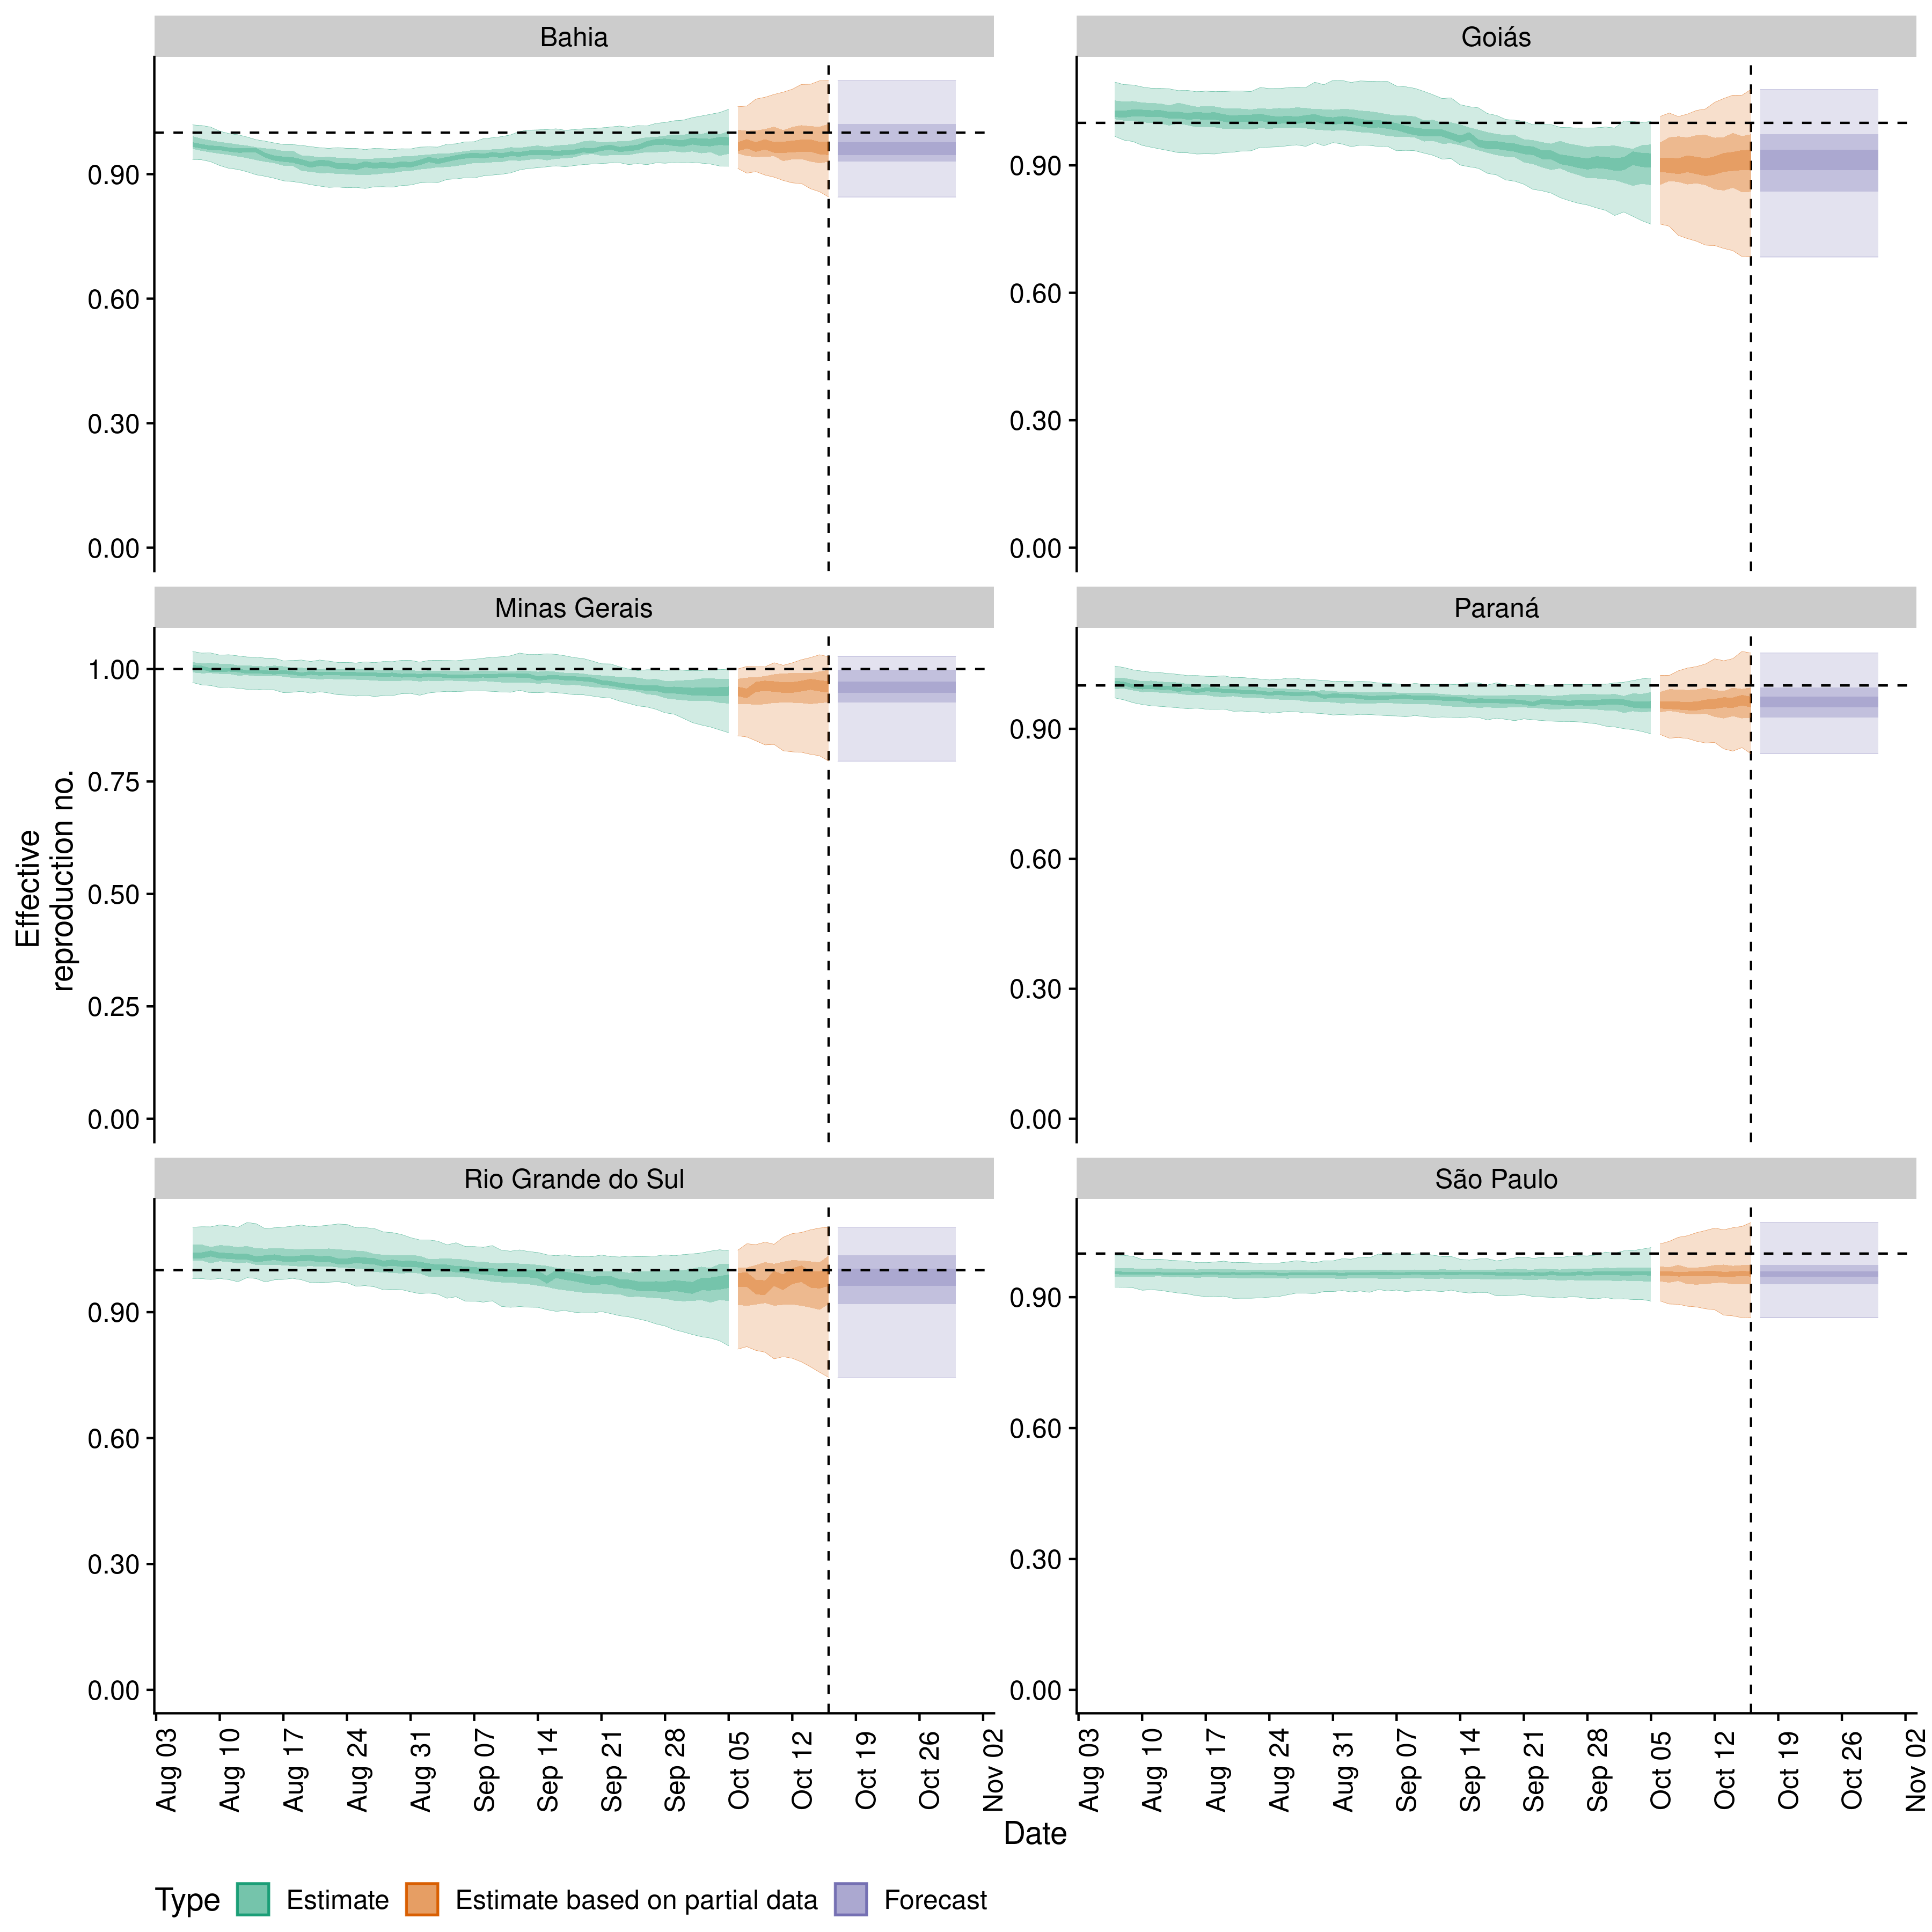 Bahia
Goiás
0.90
0.60
0.30
0.00
0.90
0.60
0.30
0.00
Minas Gerais
Paraná
1.00
0.75
0.50
0.25
0.00
0.90
0.60
0.30
0.00
Effective
reproduction no.
Rio Grande do Sul
São Paulo
0.90
0.60
0.30
0.00
0.90
0.60
0.30
0.00
Aug 03
Aug 10
Aug 17
Aug 24
Aug 31
Sep 07
Sep 14
Sep 21
Sep 28
Oct 05
Oct 12
Oct 19
Oct 26
Nov 02
Aug 03
Aug 10
Aug 17
Aug 24
Aug 31
Sep 07
Sep 14
Sep 21
Sep 28
Oct 05
Oct 12
Oct 19
Oct 26
Nov 02
Date
Type Estimate Estimate based on partial data Forecast